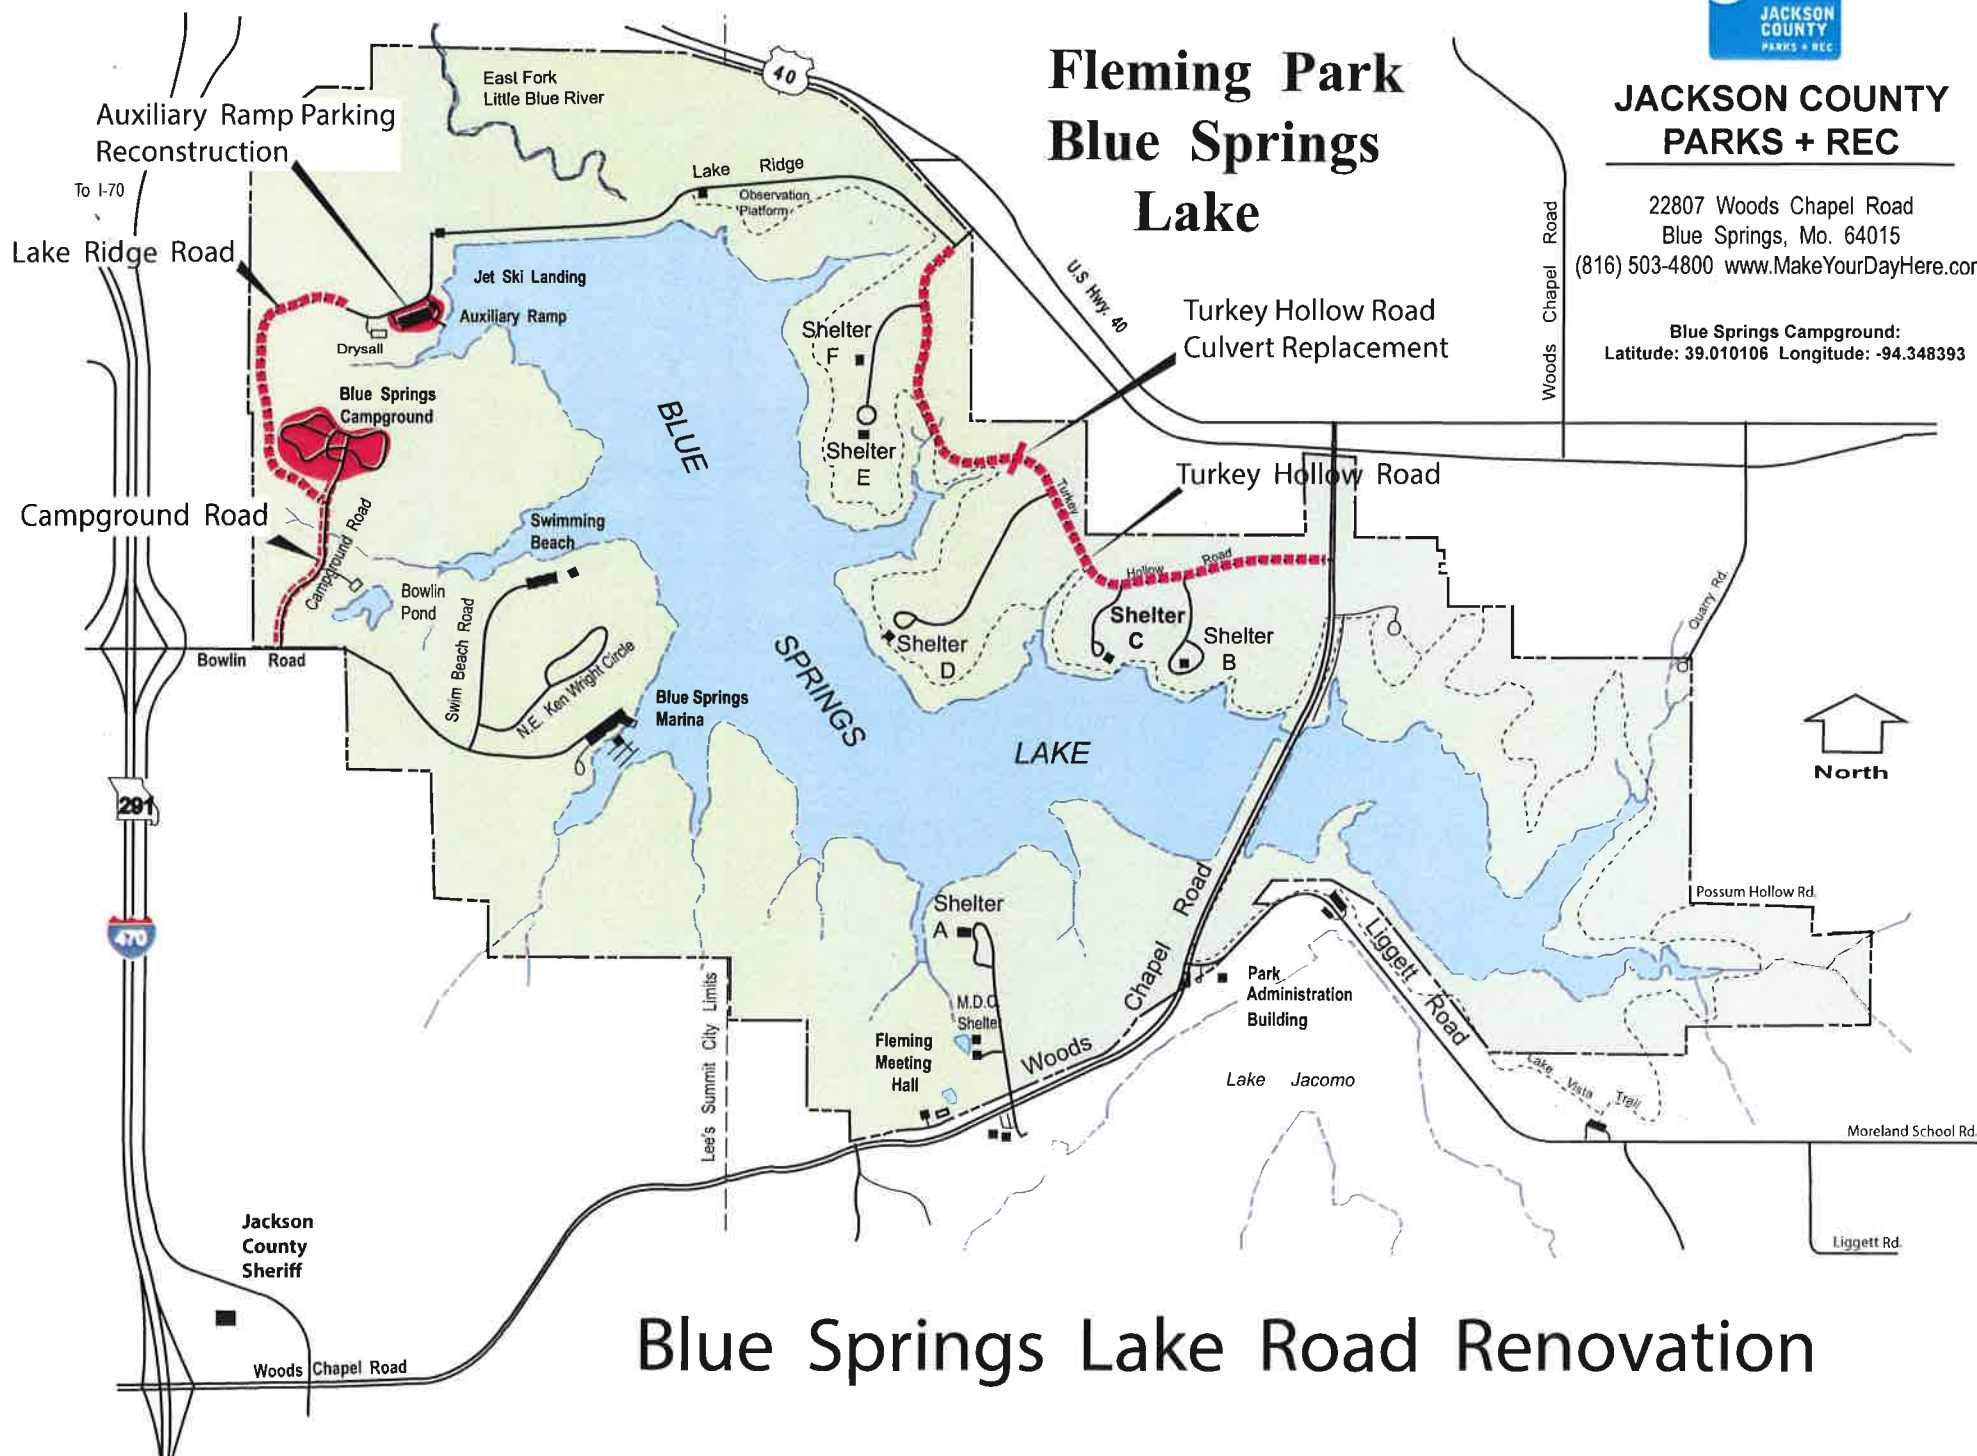 JACKSON
COUNTY
PARKS + REC
Fleming Park
Blue Springs
Lake
JACKSON COUNTY
PARKS + REC
22807 Woods Chapel Road
Blue Springs, Mo. 64015
(816) 503-4800 www.MakeYourDayHere.com
Blue Springs Campground:
Latitude: 39.010106 Longitude: -94.348393
40
East Fork
Little Blue River
Auxiliary Ramp Parking
Reconstruction
To I-70
Lake Ridge
Observation
Platform
Lake Ridge Road
Jet Ski Landing
Auxiliary Ramp
Drysall
U.S Hwy. 40
Woods Chapel Road
Turkey Hollow Road
Culvert Replacement
Shelter
F
Blue Springs
Campground
BLUE
Shelter
E
Turkey Hollow Road
Campground Road
Campground Road
Swimming
Beach
Turkey
Hollow Road
Bowlin
Pond
Swim Beach Road
Shelter
C
Shelter
B
Shelter
D
Quarry Rd.
Bowlin Road
N.E. Ken Wright Circle
Blue Springs
Marina
SPRINGS
LAKE
North
291
470
Shelter
A
Possum Hollow Rd.
Woods Chapel Road
Liggett Road
Lee's Summit City Limits
M.D.C.
Shelter
Park
Administration
Building
Fleming
Meeting
Hall
Lake Jacomo
Lake Vista Trail
Moreland School Rd.
Liggett Rd.
Jackson
County
Sheriff
Woods Chapel Road
Blue Springs Lake Road Renovation